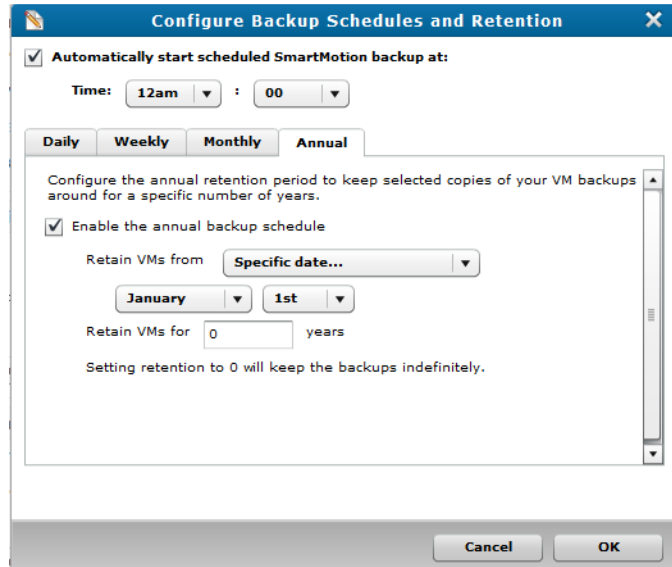 Configure Backup Schedules and Retention
Automatically start scheduled SmartMotion backup at:
Time: 12am : 00
Daily Weekly Monthly Annual
Configure the annual retention period to keep selected copies of your VM backups
around for a specific number of years.
Enable the annual backup schedule
Retain VMs from Specific date...
January 1st
Retain VMs for 0 years
Setting retention to 0 will keep the backups indefinitely.
Cancel OK